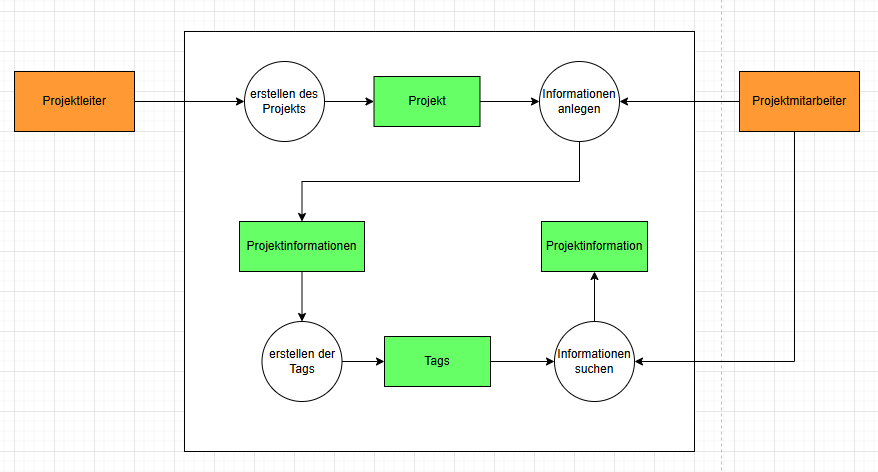 Projektleiter
erstellen des
Projekts
Projekt
Informationen
anlegen
Projektmitarbeiter
Projektinformationen
Projektinformation
erstellen der
Tags
Tags
Informationen
suchen